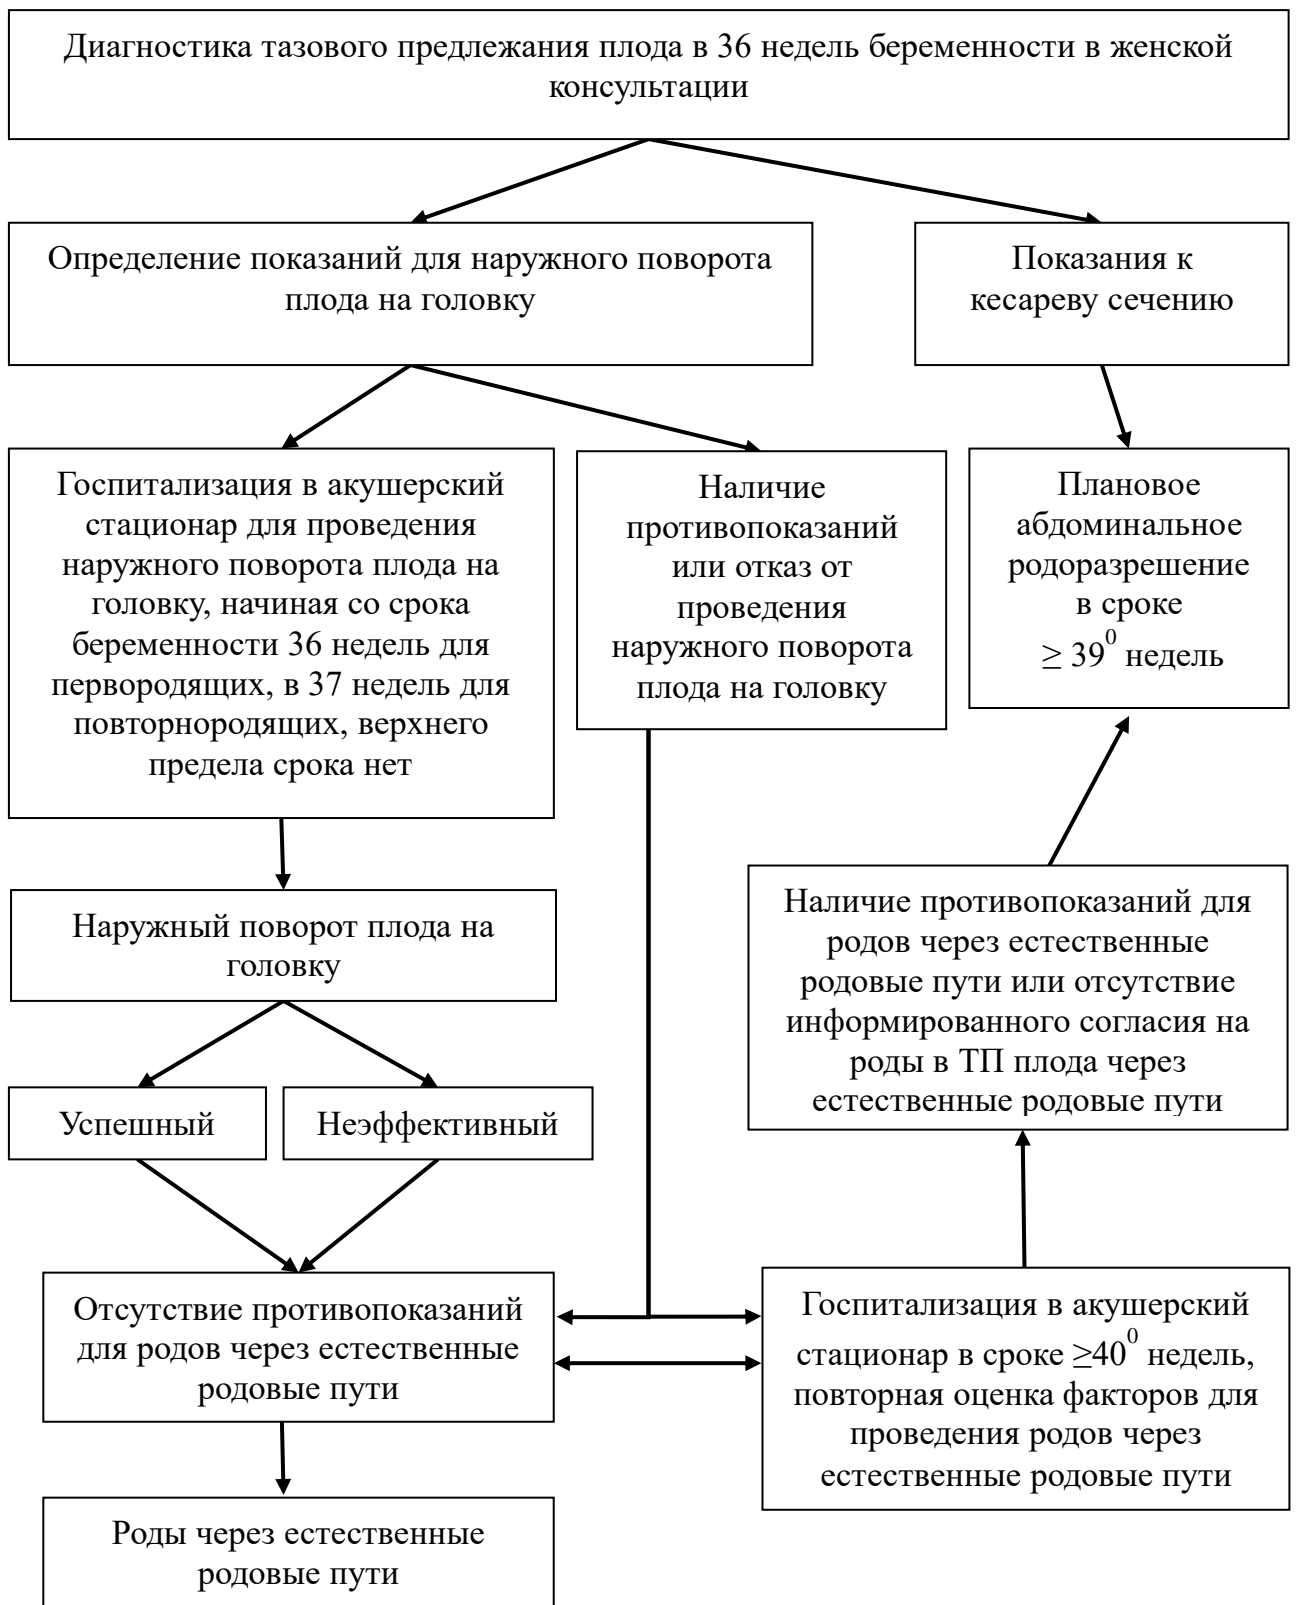 Диагностика тазового предлежания плода в 36 недель беременности в женской
консультации
Определение показаний для наружного поворота
плода на головку
Показания к
кесареву сечению
Госпитализация в акушерский
стационар для проведения
наружного поворота плода на
головку, начиная со срока
беременности 36 недель для
первородящих, в 37 недель для
повторнородящих, верхнего
предела срока нет
Наличие
противопоказаний
или отказ от
проведения
наружного поворота
плода на головку
Плановое
абдоминальное
родоразрешение
в сроке
≥ 39⁰ недель
Наружный поворот плода на
головку
Наличие противопоказаний для
родов через естественные
родовые пути или отсутствие
информированного согласия на
роды в ТП плода через
естественные родовые пути
Успешный
Неэффективный
Отсутствие противопоказаний
для родов через естественные
родовые пути
Госпитализация в акушерский
стационар в сроке ≥40⁰ недель,
повторная оценка факторов для
проведения родов через
естественные родовые пути
Роды через естественные
родовые пути